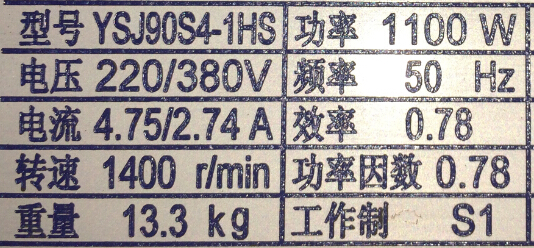 型号 YSJ90S4-1HS 功率 1100 W
电压 220/380V 频率 50 Hz
电流 4.75/2.74 A 效率 0.78
转速 1400 r/min 功率因数 0.78
重量 13.3 kg 工作制 S1